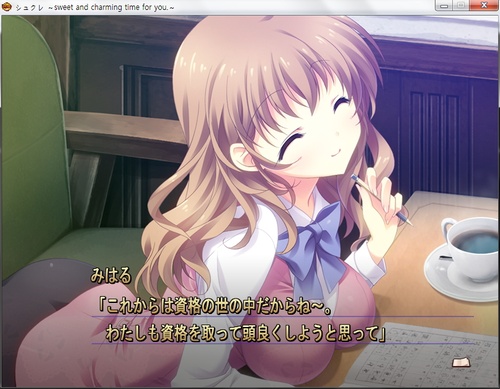 シュクレ ~sweet and charming time for you.~
みはる
「これからは資格の世の中だからね〜。
わたしも資格を取って頭良くしようと思って」